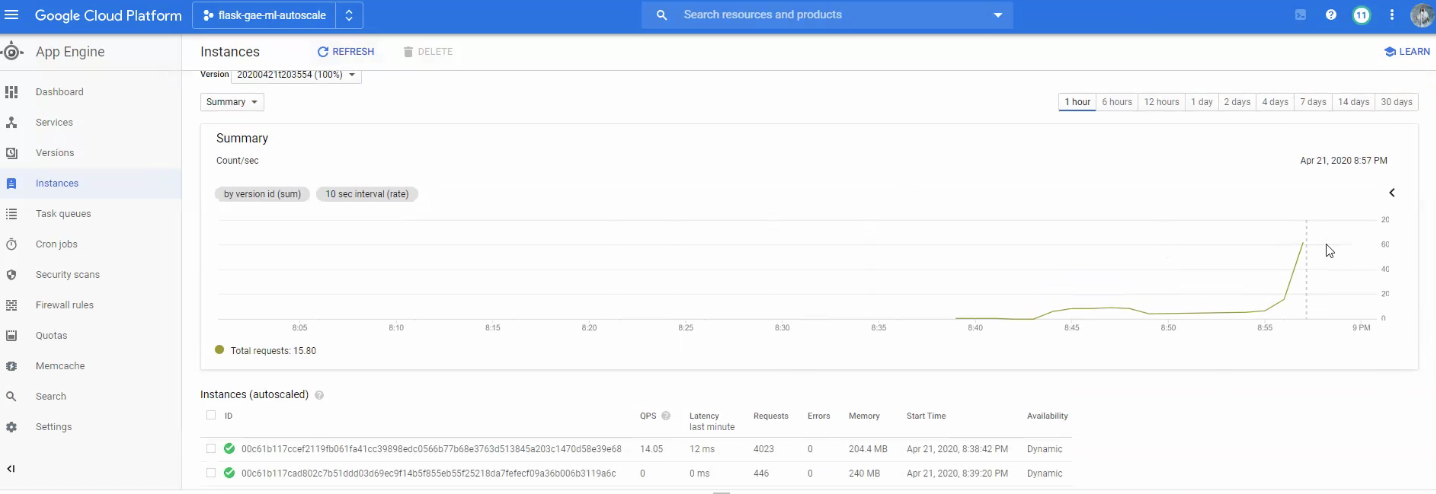 Google Cloud Platform flask-gae-ml-autoscale Search resources and products 11
App Engine Instances REFRESH DELETE LEARN
Version 20200421t203554 (100%)
Dashboard
Services
Versions
Instances
Task queues
Cron jobs
Security scans
Firewall rules
Quotas
Memcache
Search
Settings
Summary 1 hour 6 hours 12 hours 1 day 2 days 4 days 7 days 14 days 30 days
Summary
Count/sec Apr 21, 2020 8:57 PM
by version id (sum) 10 sec interval (rate)
20
60
40
20
0
8:05 8:10 8:15 8:20 8:25 8:30 8:35 8:40 8:45 8:50 8:55 9 PM
Total requests: 15.80
Instances (autoscaled)
ID QPS Latency Requests Errors Memory Start Time Availability
last minute
00c61b117ccef2119fb061fa41cc39898edc0566b77b68e3763d513845a203c1470d58e39e68 14.05 12 ms 4023 0 204.4 MB Apr 21, 2020, 8:38:42 PM Dynamic
00c61b117cad802c7b51ddd03d69ec9f14b5f855eb55f25218da7fefecf09a36b006b3119a6c 0 0 ms 446 0 240 MB Apr 21, 2020, 8:39:20 PM Dynamic